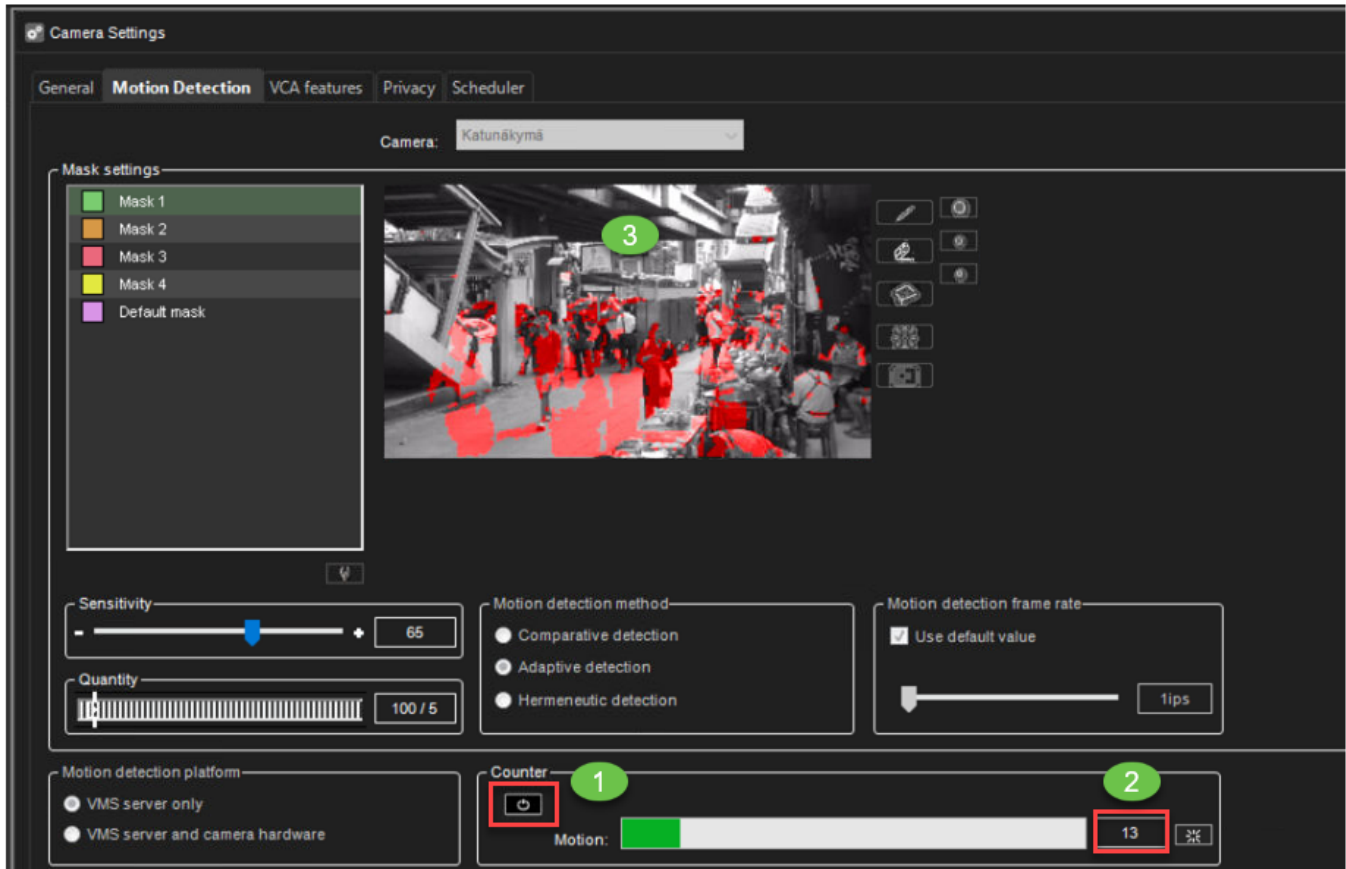 Camera Settings
General Motion Detection VCA features Privacy Scheduler
Camera: Katunäkymä
Mask settings
Mask 1
Mask 2
Mask 3
Mask 4
Default mask
3
Sensitivity
- + 65
Quantity
100 / 5
Motion detection method
Comparative detection
Adaptive detection
Hermeneutic detection
Motion detection frame rate
Use default value
1ips
Motion detection platform
VMS server only
VMS server and camera hardware
Counter
1
2
Motion: 13